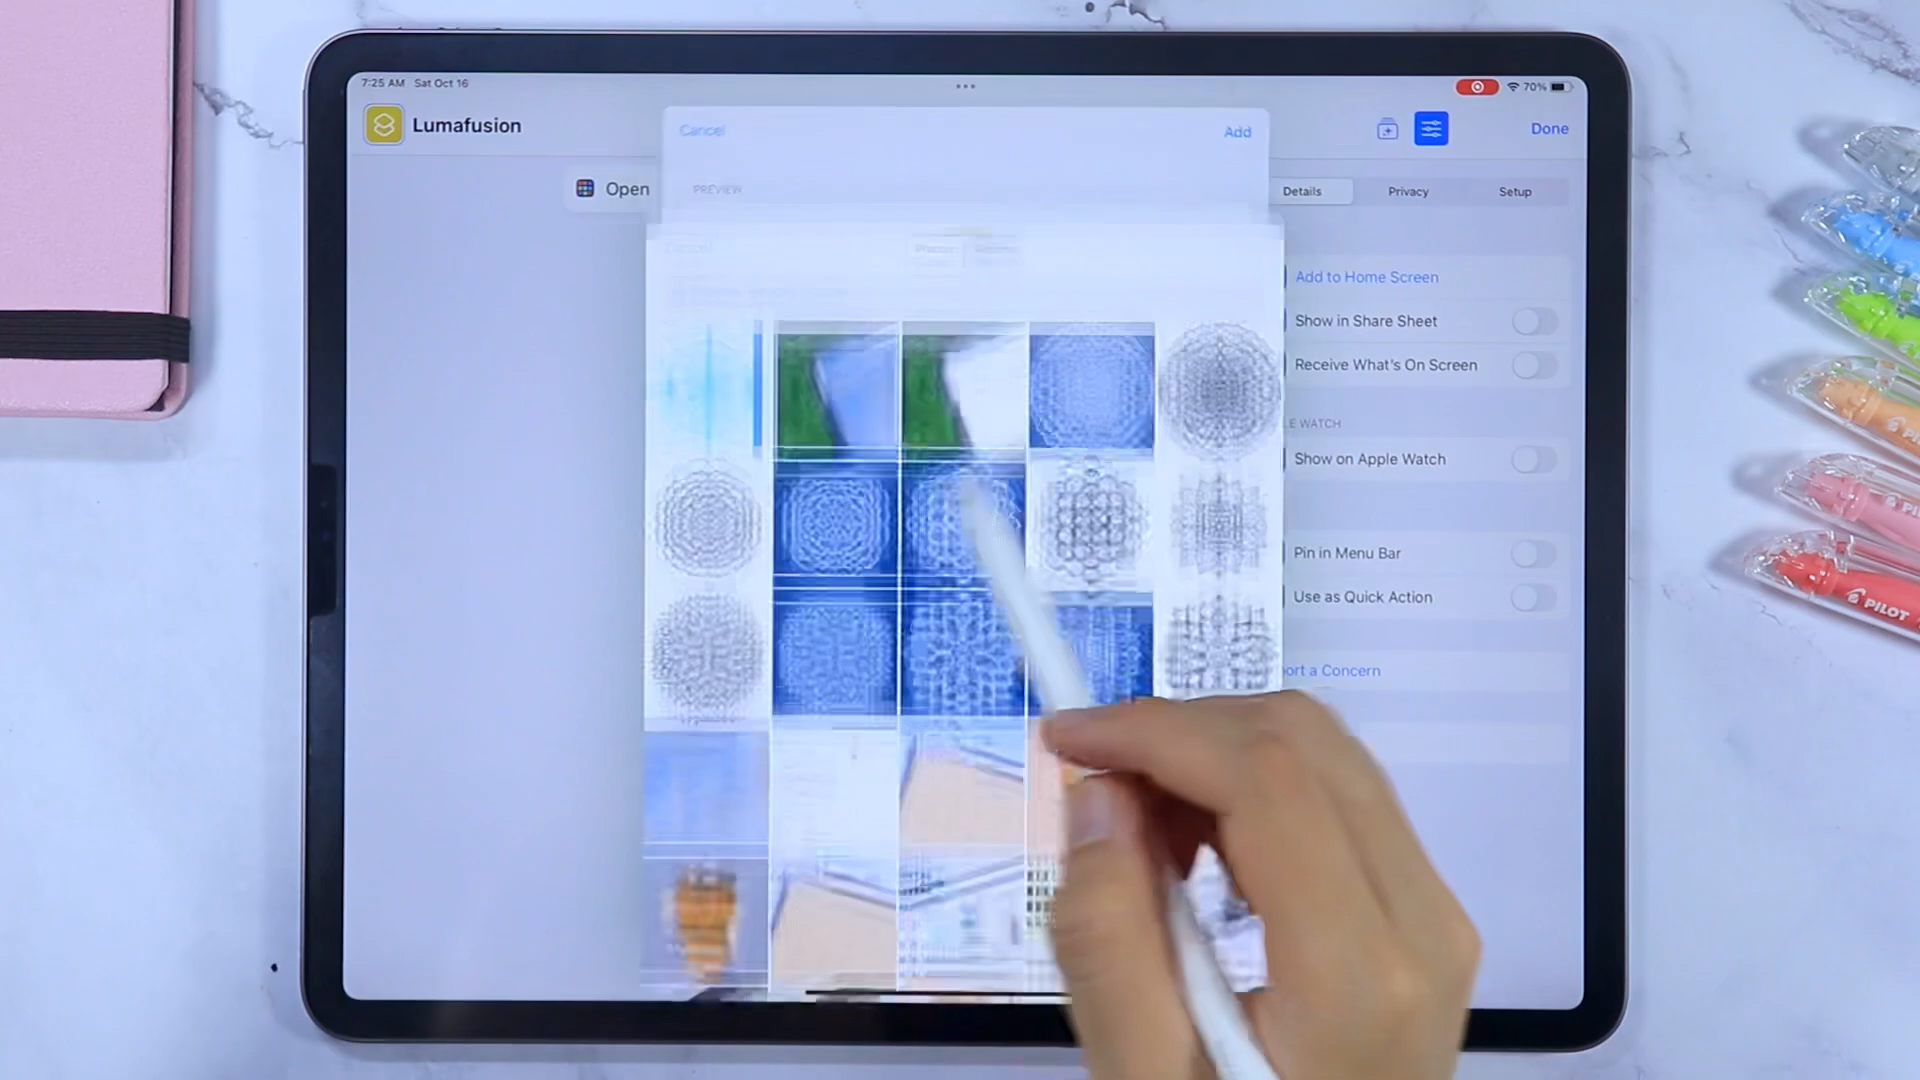 7:25 AM Sat Oct 16
70%
Lumafusion
Cancel
Add
Done
Open
PREVIEW
Details
Privacy
Setup
Cancel
Add to Home Screen
Show in Share Sheet
Receive What's On Screen
E WATCH
Show on Apple Watch
Pin in Menu Bar
Use as Quick Action
ort a Concern
PILOT